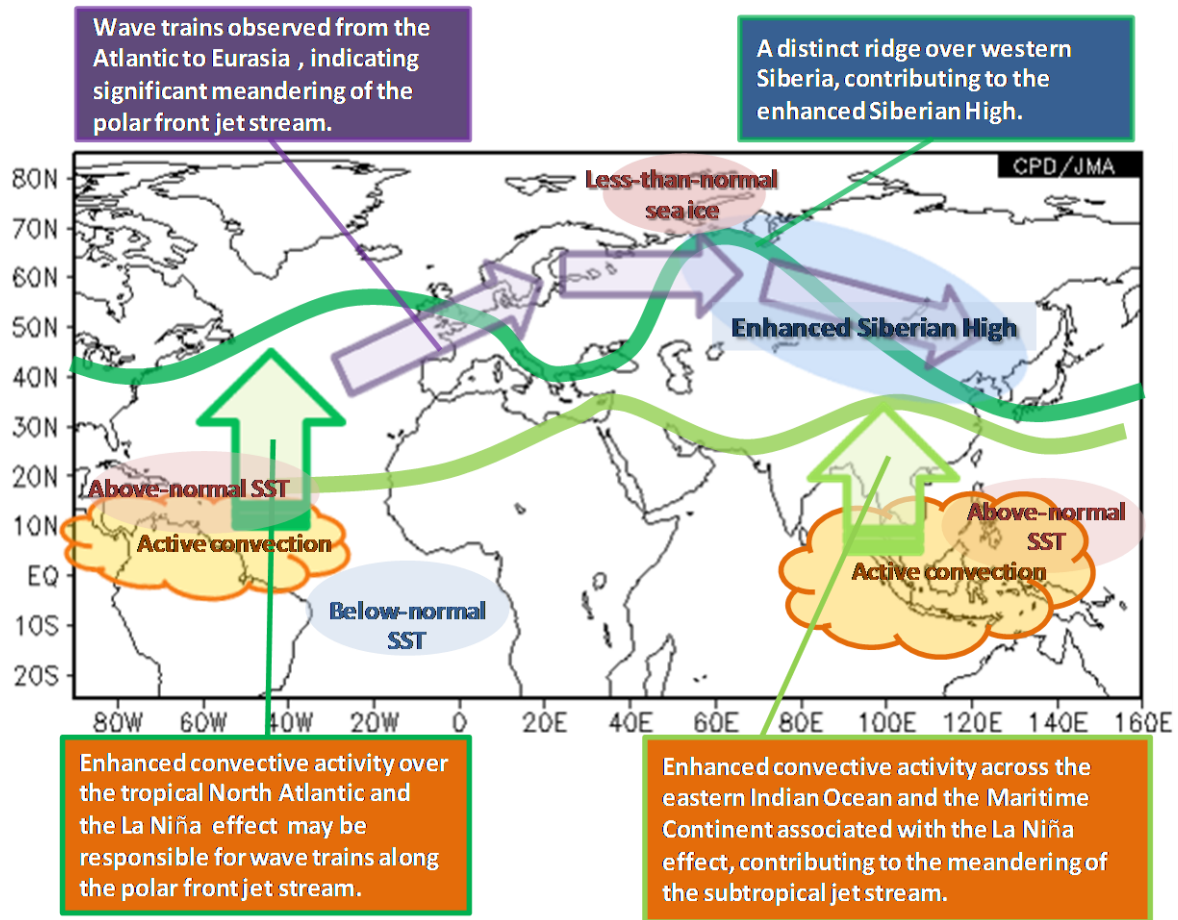 Wave trains observed from the
Atlantic to Eurasia , indicating
significant meandering of the
polar front jet stream.
A distinct ridge over western
Siberia, contributing to the
enhanced Siberian High.
CPD/JMA
80N
70N
60N
50N
40N
30N
20N
10N
EQ
10S
20S
Less-than-normal
sea ice
Enhanced Siberian High
Above-normal SST
Active convection
Below-normal
SST
Above-normal
SST
Active convection
80W 60W 40W 20W 0 20E 40E 60E 80E 100E 120E 140E 160E
Enhanced convective activity over
the tropical North Atlantic and
the La Niña effect may be
responsible for wave trains along
the polar front jet stream.
Enhanced convective activity across the
eastern Indian Ocean and the Maritime
Continent associated with the La Niña
effect, contributing to the meandering of
the subtropical jet stream.